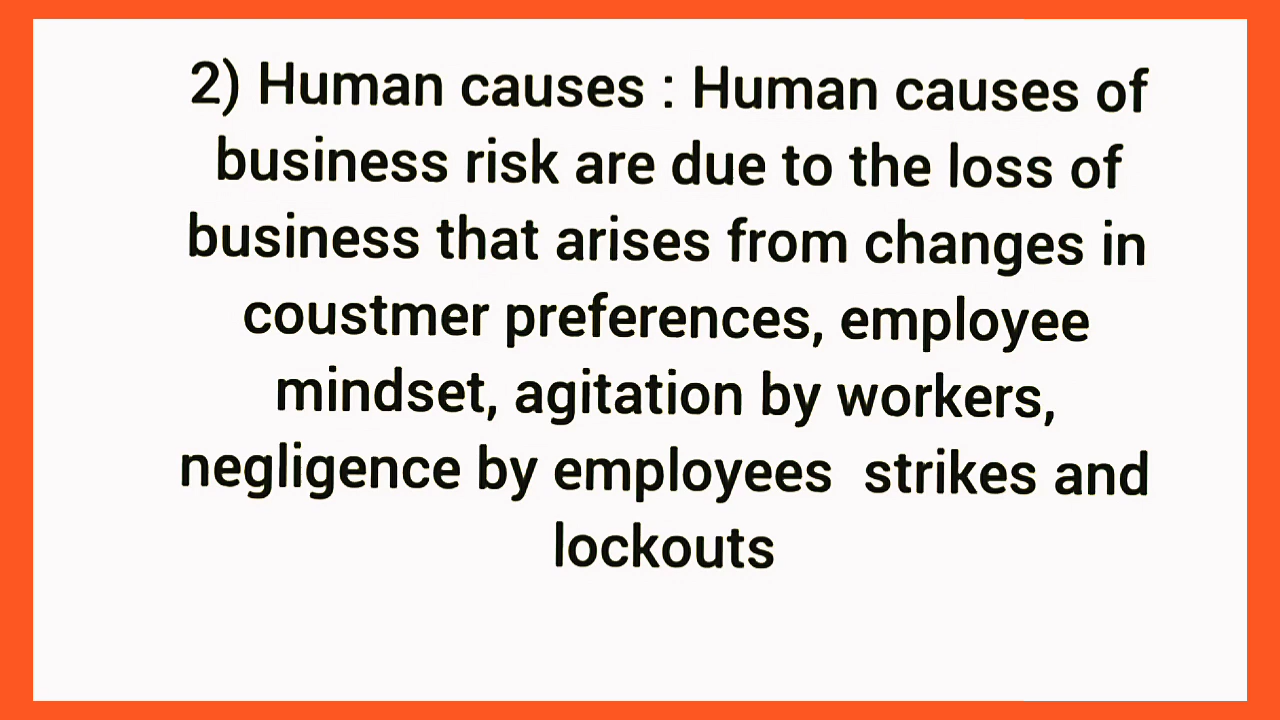 2) Human causes : Human causes of
business risk are due to the loss of
business that arises from changes in
coustmer preferences, employee
mindset, agitation by workers,
negligence by employees  strikes and
lockouts